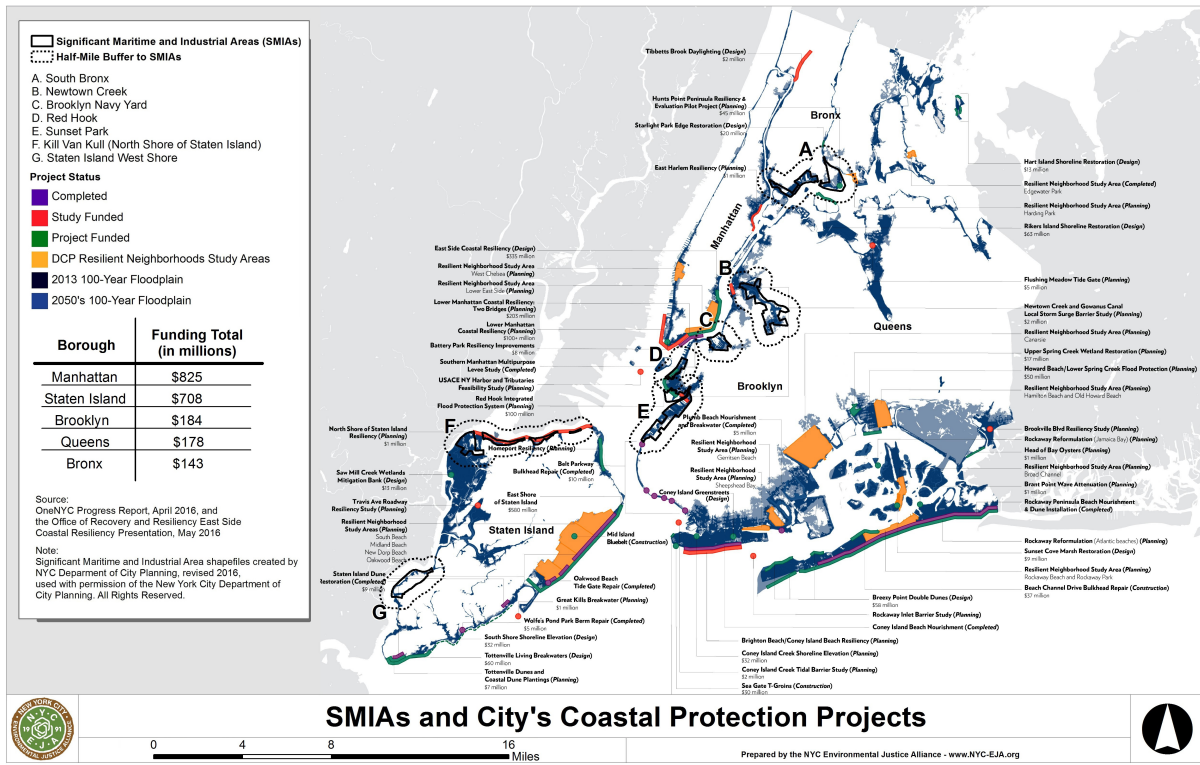 Significant Maritime and Industrial Areas (SMIAs)
Half-Mile Buffer to SMIAs
A. South Bronx
B. Newtown Creek
C. Brooklyn Navy Yard
D. Red Hook
E. Sunset Park
F. Kill Van Kull (North Shore of Staten Island)
G. Staten Island West Shore
Project Status
Completed
Study Funded
Project Funded
DCP Resilient Neighborhoods Study Areas
2013 100-Year Floodplain
2050's 100-Year Floodplain
Borough Funding Total
(in millions)
Manhattan $825
Staten Island $708
Brooklyn $184
Queens $178
Bronx $143
Source:
OneNYC Progress Report, April 2016, and
the Office of Recovery and Resiliency East Side
Coastal Resiliency Presentation, May 2016
Note:
Significant Maritime and Industrial Area shapefiles created by
NYC Deparment of City Planning, revised 2016,
used with permission of the New York City Department of
City Planning. All Rights Reserved.
Tibbetts Brook Daylighting (Design)
$2 million
Hunts Point Peninsula Resiliency &
Evaluation Pilot Project (Planning)
$45 million
Starlight Park Edge Restoration (Design)
$20 million
East Harlem Resiliency (Planning)
$1 million
East Side Coastal Resiliency (Design)
$335 million
Resilient Neighborhood Study Area
West Chelsea (Planning)
Resilient Neighborhood Study Area
Lower East Side (Planning)
Lower Manhattan Coastal Resiliency:
Two Bridges (Planning)
$203 million
Lower Manhattan
Coastal Resiliency (Planning)
$100+ million
Battery Park Resiliency Improvements
$8 million
Southern Manhattan Multipurpose
Levee Study (Completed)
USACE NY Harbor and Tributaries
Feasibility Study (Planning)
Red Hook Integrated
Flood Protection System (Planning)
$100 million
North Shore of Staten Island
Resiliency (Planning)
$1 million
Homeport Resiliency (Planning)
Belt Parkway
Bulkhead Repair (Completed)
$10 million
Saw Mill Creek Wetlands
Mitigation Bank (Design)
$13 million
East Shore
of Staten Island
$580 million
Travis Ave Roadway
Resiliency Study (Planning)
Resilient Neighborhood
Study Areas (Planning)
South Beach
Midland Beach
New Dorp Beach
Oakwood Beach
Staten Island Dune
Restoration (Completed)
$9 million
Mid Island
Bluebelt (Construction)
Oakwood Beach
Tide Gate Repair (Completed)
Great Kills Breakwater (Planning)
$1 million
Wolfe's Pond Park Berm Repair (Completed)
$5 million
South Shore Shoreline Elevation (Design)
$32 million
Tottenville Living Breakwaters (Design)
$60 million
Tottenville Dunes and
Coastal Dune Plantings (Planning)
$7 million
Bronx
Manhattan
Queens
Brooklyn
Staten Island
A
B
C
D
E
F
G
Plumb Beach Nourishment
and Breakwater (Completed)
$5 million
Resilient Neighborhood
Study Area (Planning)
Gerritsen Beach
Resilient Neighborhood
Study Area (Planning)
Sheepshead Bay
Coney Island Greenstreets
(Design)
Hart Island Shoreline Restoration (Design)
$13 million
Resilient Neighborhood Study Area (Completed)
Edgewater Park
Resilient Neighborhood Study Area (Planning)
Harding Park
Rikers Island Shoreline Restoration (Design)
$63 million
Flushing Meadow Tide Gate (Planning)
$5 million
Newtown Creek and Gowanus Canal
Local Storm Surge Barrier Study (Planning)
$2 million
Resilient Neighborhood Study Area (Planning)
Canarsie
Upper Spring Creek Wetland Restoration (Planning)
$17 million
Howard Beach/Lower Spring Creek Flood Protection (Planning)
$50 million
Resilient Neighborhood Study Area (Planning)
Hamilton Beach and Old Howard Beach
Brookville Blvd Resiliency Study (Planning)
Rockaway Reformulation (Jamaica Bay) (Planning)
Head of Bay Oysters (Planning)
$1 million
Resilient Neighborhood Study Area (Planning)
Broad Channel
Brant Point Wave Attenuation (Planning)
$1 million
Rockaway Peninsula Beach Nourishment
& Dune Installation (Completed)
Rockaway Reformulation (Atlantic beaches) (Planning)
Sunset Cove Marsh Restoration (Design)
$9 million
Resilient Neighborhood Study Area (Planning)
Rockaway Beach and Rockaway Park
Beach Channel Drive Bulkhead Repair (Construction)
$37 million
Breezy Point Double Dunes (Design)
$58 million
Rockaway Inlet Barrier Study (Planning)
Coney Island Beach Nourishment (Completed)
Brighton Beach/Coney Island Beach Resiliency (Planning)
Coney Island Creek Shoreline Elevation (Planning)
$32 million
Coney Island Creek Tidal Barrier Study (Planning)
$2 million
Sea Gate T-Groins (Construction)
$30 million
SMIAs and City's Coastal Protection Projects
0 4 8 16
Miles
Prepared by the NYC Environmental Justice Alliance - www.NYC-EJA.org